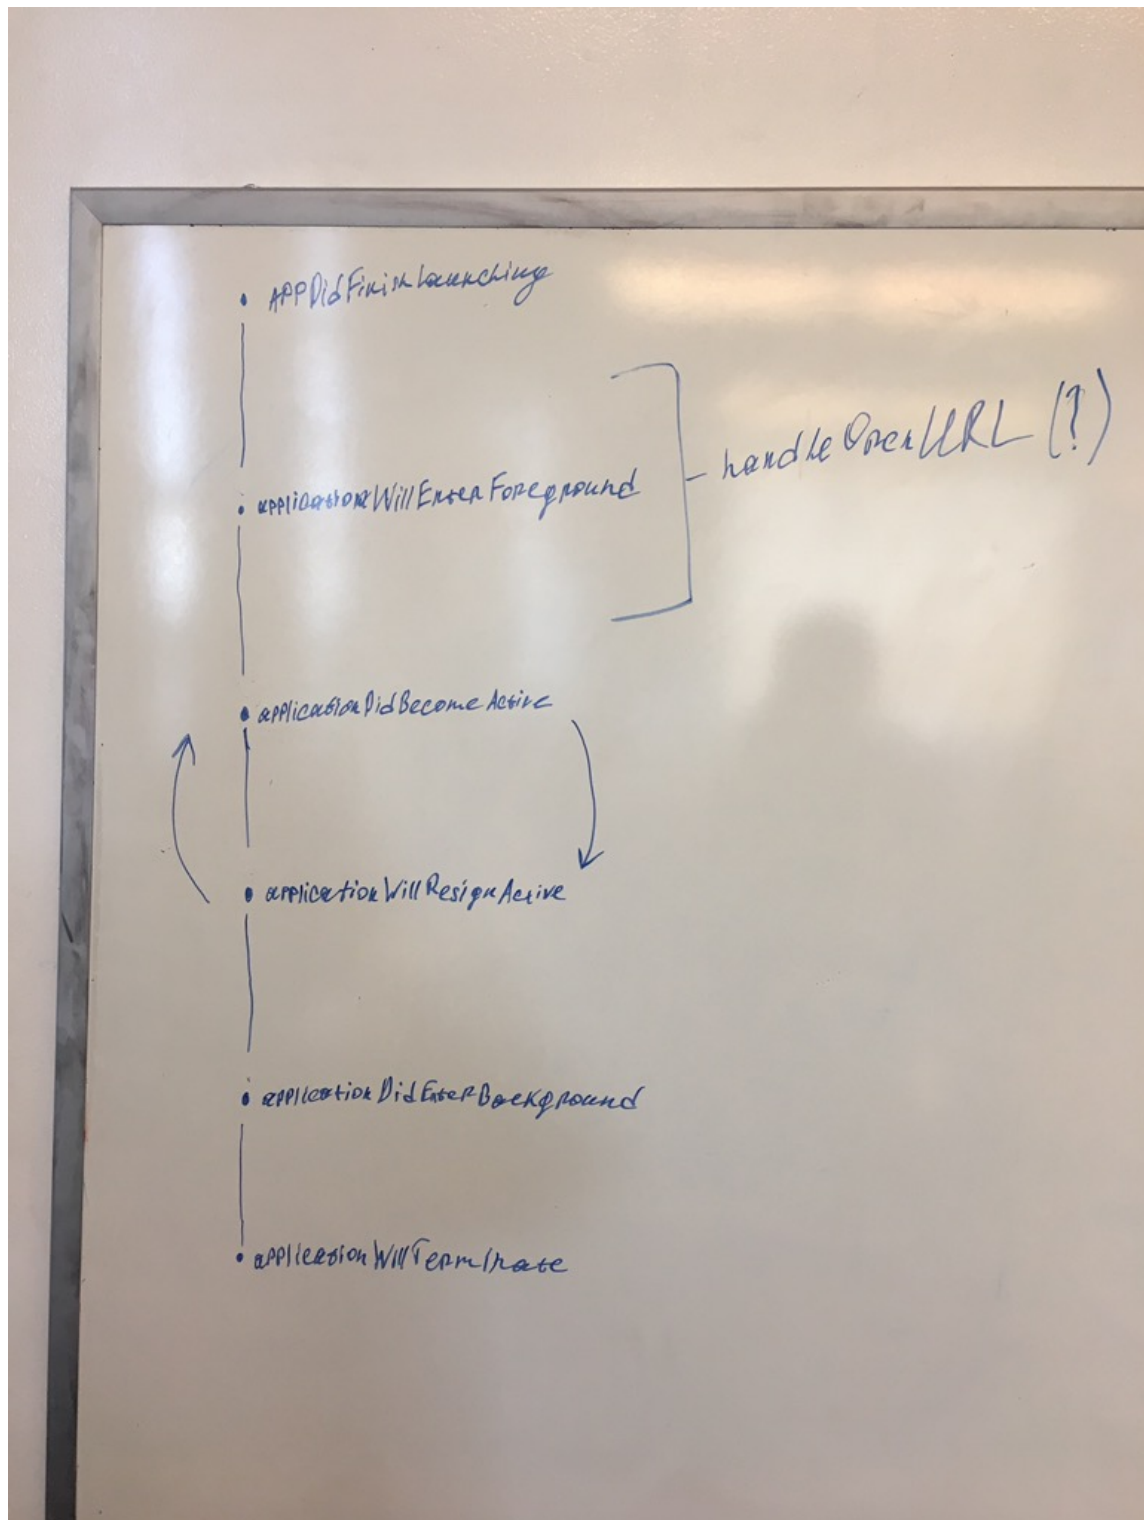 APPDidFinishLaunching
applicationWillEnterForeground
handleOpenURL (?)
applicationDidBecomeActive
applicationWillResignActive
applicationDidEnterBackground
applicationWillTerminate